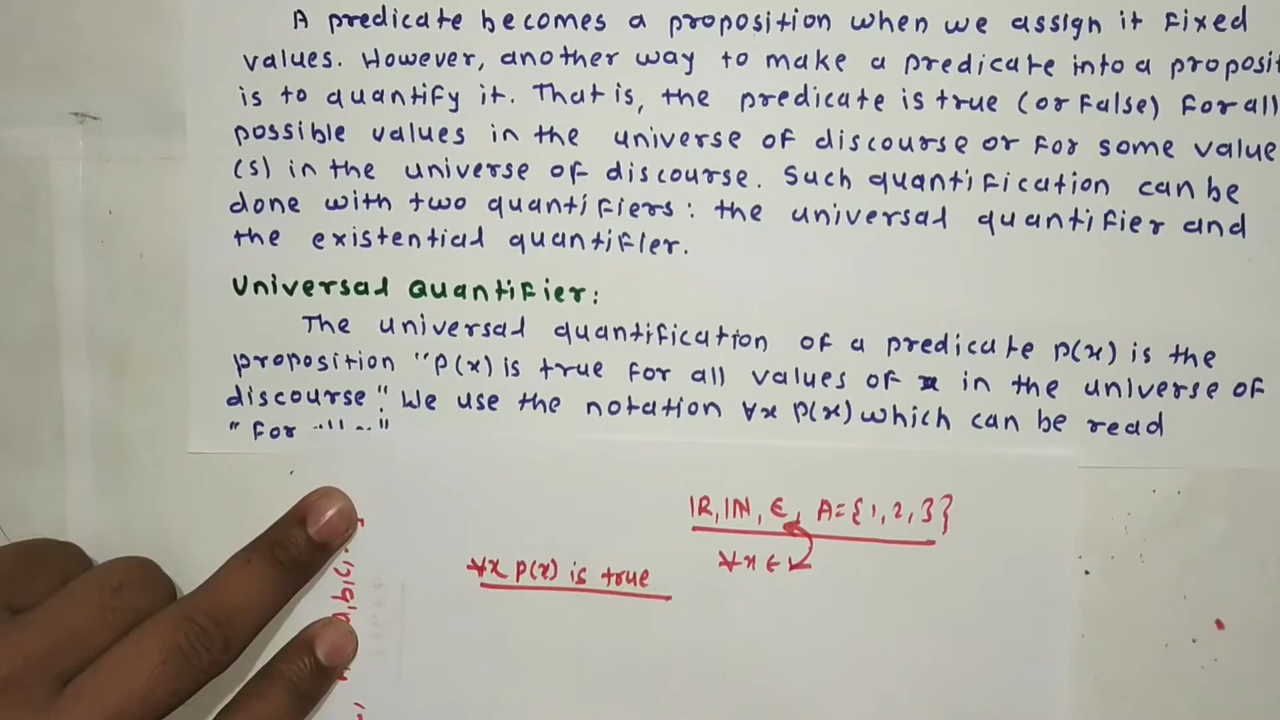 A predicate becomes a proposition when we assign it fixed
values. However, another way to make a predicate into a proposit
is to quantify it. That is, the predicate is true (or False) For all
possible values in the universe of discourse or for some value
(s) in the universe of discourse. Such quantification can be
done with two quantifiers: the universal quantifier and
the existential quantifier.
Universal Quantifier:
The universal quantification of a predicate P(x) is the
proposition "P(x) is true for all values of x in the universe of
discourse". We use the notation ∀x P(x) which can be read
"For
IR, IN, ∈, A={1,2,3}
∀x ∈
∀x P(x) is true